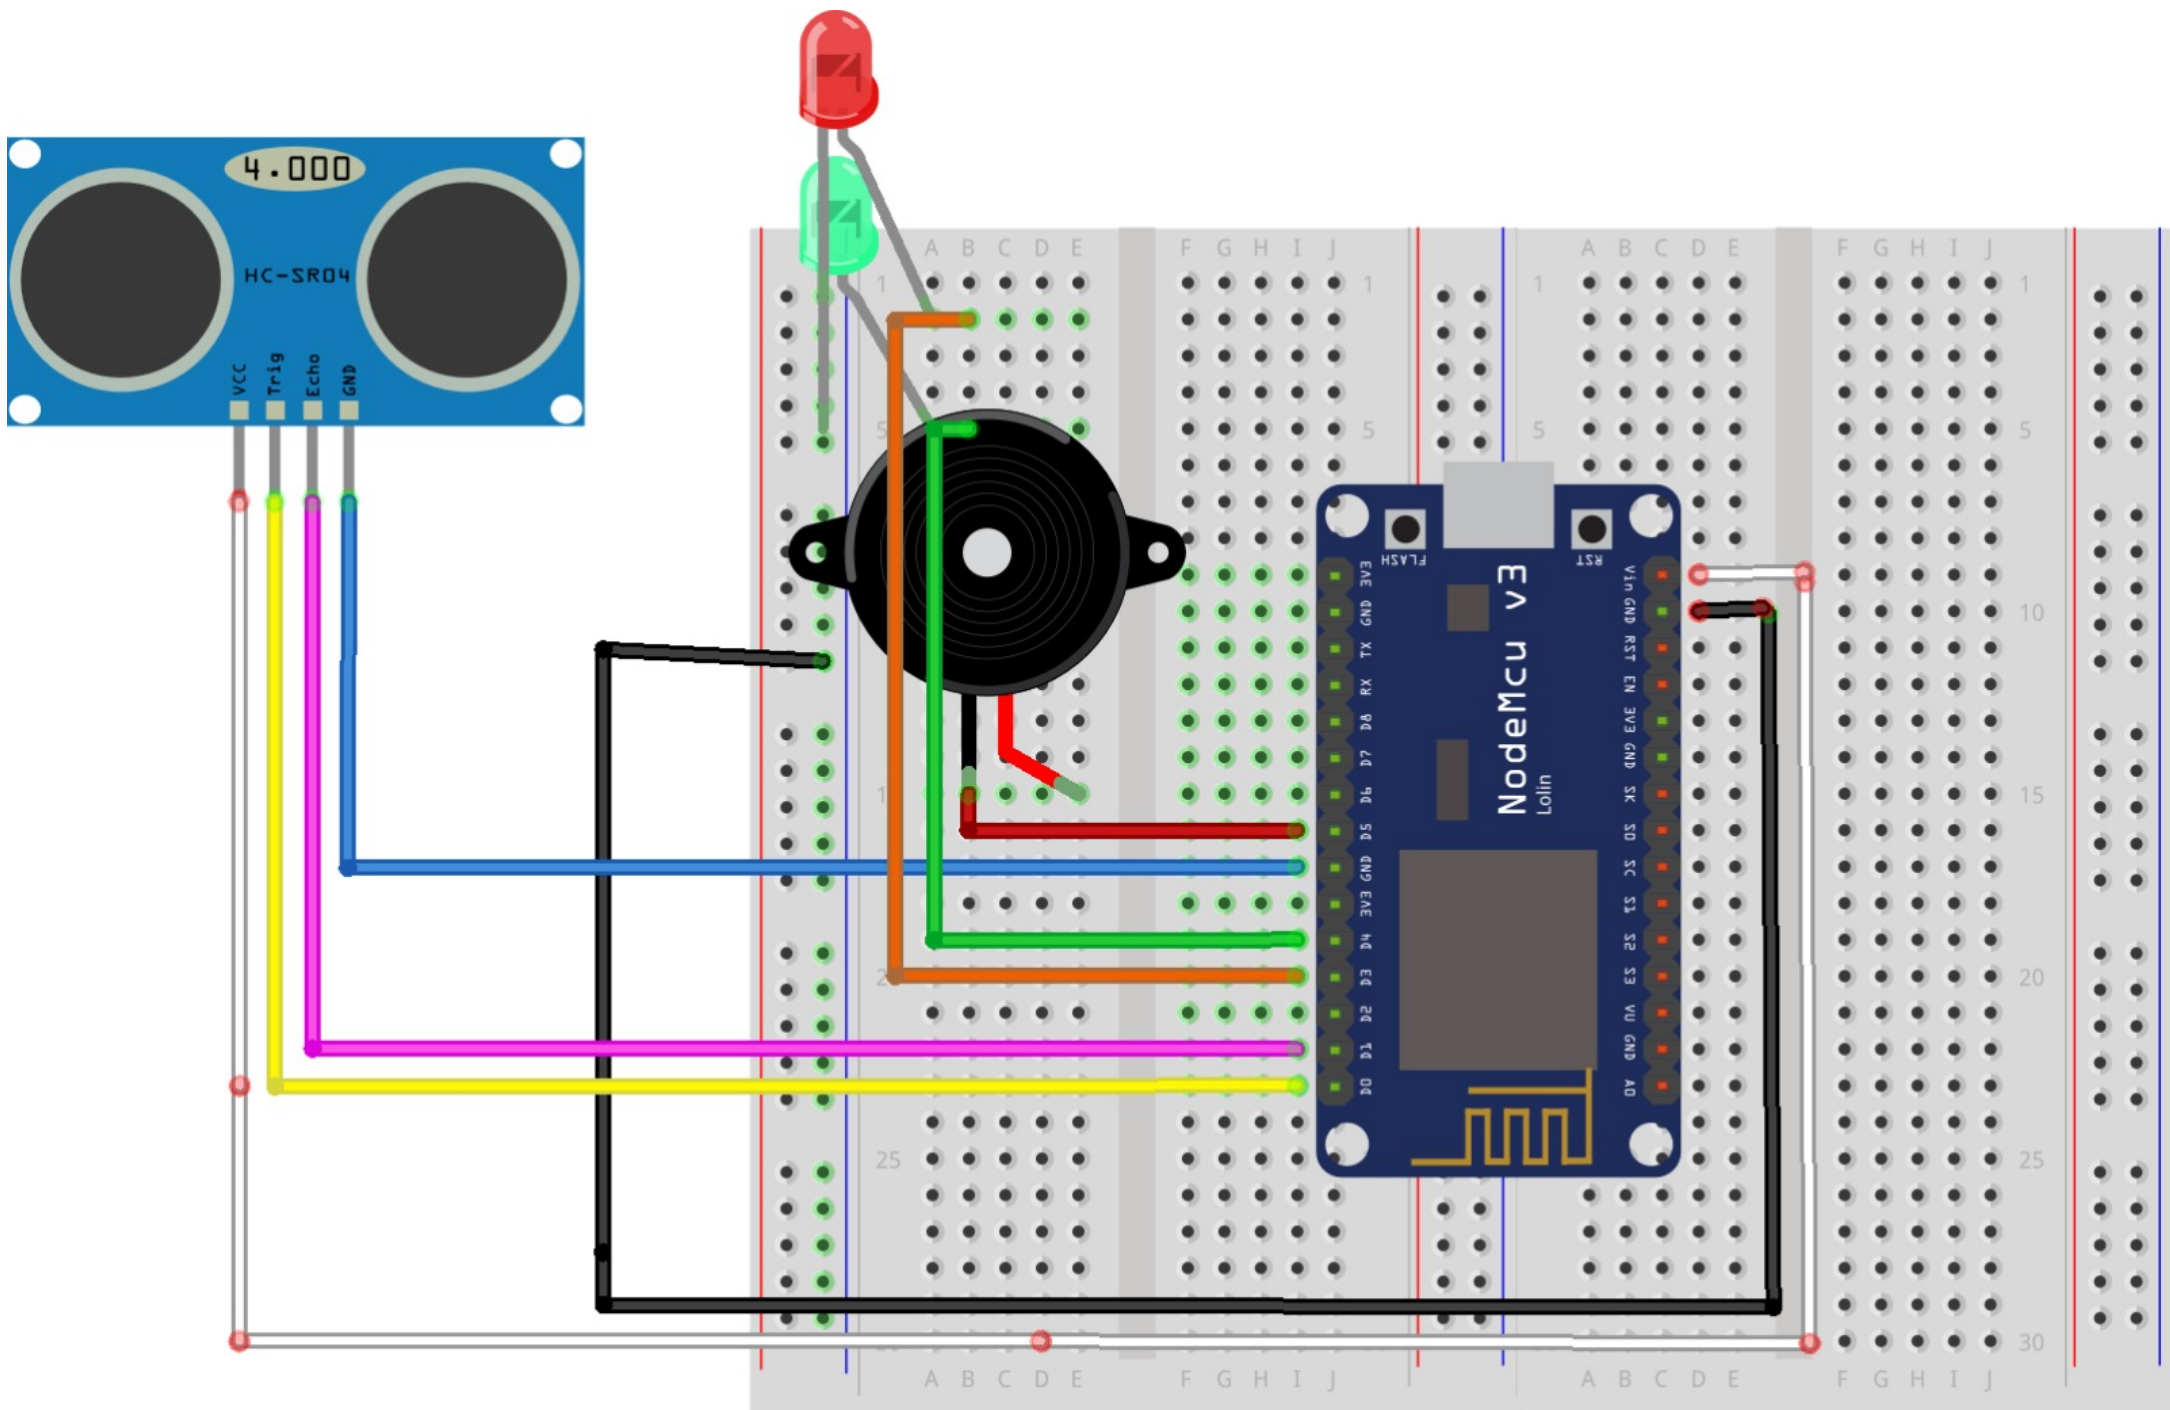 4.000
HC-SR04
VCC
Trig
Echo
GND
A B C D E
F G H I J
A B C D E
F G H I J
1
1
1
1
5
5
5
5
10
15
20
25
25
30
FLASH
RST
NodeMcu v3
Lolin
3V3
GND
TX
RX
D8
D7
D6
D5
GND
3V3
D4
D3
D2
D1
D0
Vin
GND
RST
EN
3V3
GND
SK
SO
SC
S1
S2
S3
VU
GND
A0
A B C D E
F G H I J
A B C D E
F G H I J